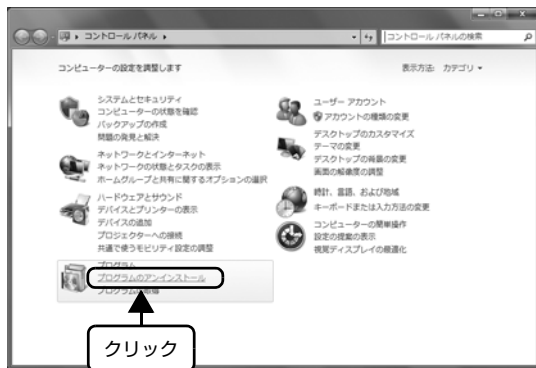 コントロール パネル
コントロール パネルの検索
コンピューターの設定を調整します
表示方法: カテゴリ
システムとセキュリティ
コンピューターの状態を確認
バックアップの作成
問題の発見と解決
ネットワークとインターネット
ネットワークの状態とタスクの表示
ホームグループと共有に関するオプションの選択
ハードウェアとサウンド
デバイスとプリンターの表示
デバイスの追加
プロジェクターへの接続
共通で使うモビリティ設定の調整
プログラム
プログラムのアンインストール
ユーザー アカウント
アカウントの種類の変更
デスクトップのカスタマイズ
テーマの変更
デスクトップの背景の変更
画面の解像度の調整
時計、言語、および地域
キーボードまたは入力方法の変更
コンピューターの簡単操作
設定の提案の表示
視覚ディスプレイの最適化
クリック